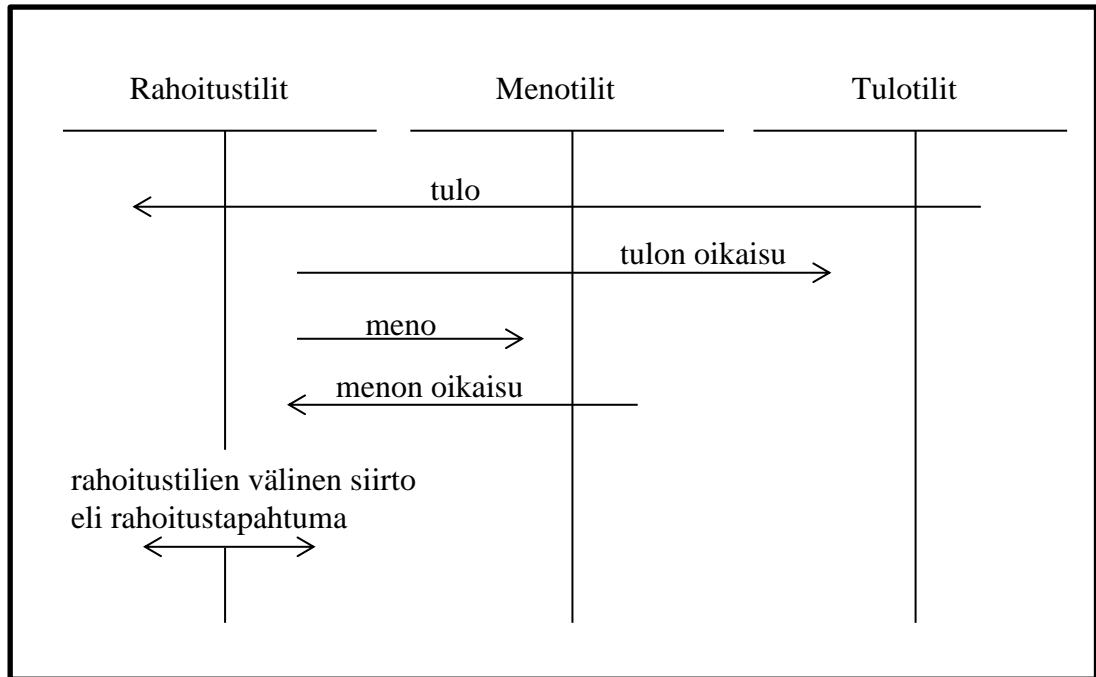 Rahoitustilit
Menotilit
Tulotilit
tulo
tulon oikaisu
meno
menon oikaisu
rahoitustilien välinen siirto
eli rahoitustapahtuma